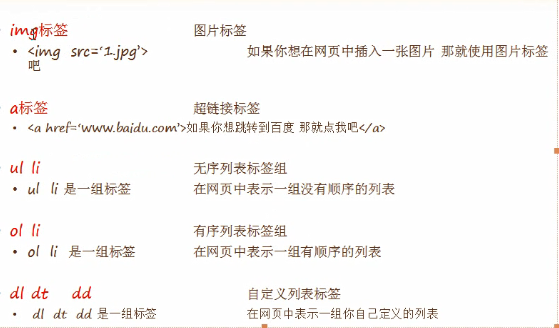 img标签 图片标签
• <img src=‘1.jpg’> 如果你想在网页中插入一张图片 那就使用图片标签
吧
a标签 超链接标签
• <a href=‘www.baidu.com’>如果你想跳转到百度 那就点我吧</a>
ul li 无序列表标签组
• ul li 是一组标签 在网页中表示一组没有顺序的列表
ol li 有序列表标签组
• ol li 是一组标签 在网页中表示一组有顺序的列表
dl dt dd 自定义列表标签
• dl dt dd 是一组标签 在网页中表示一组你自己定义的列表